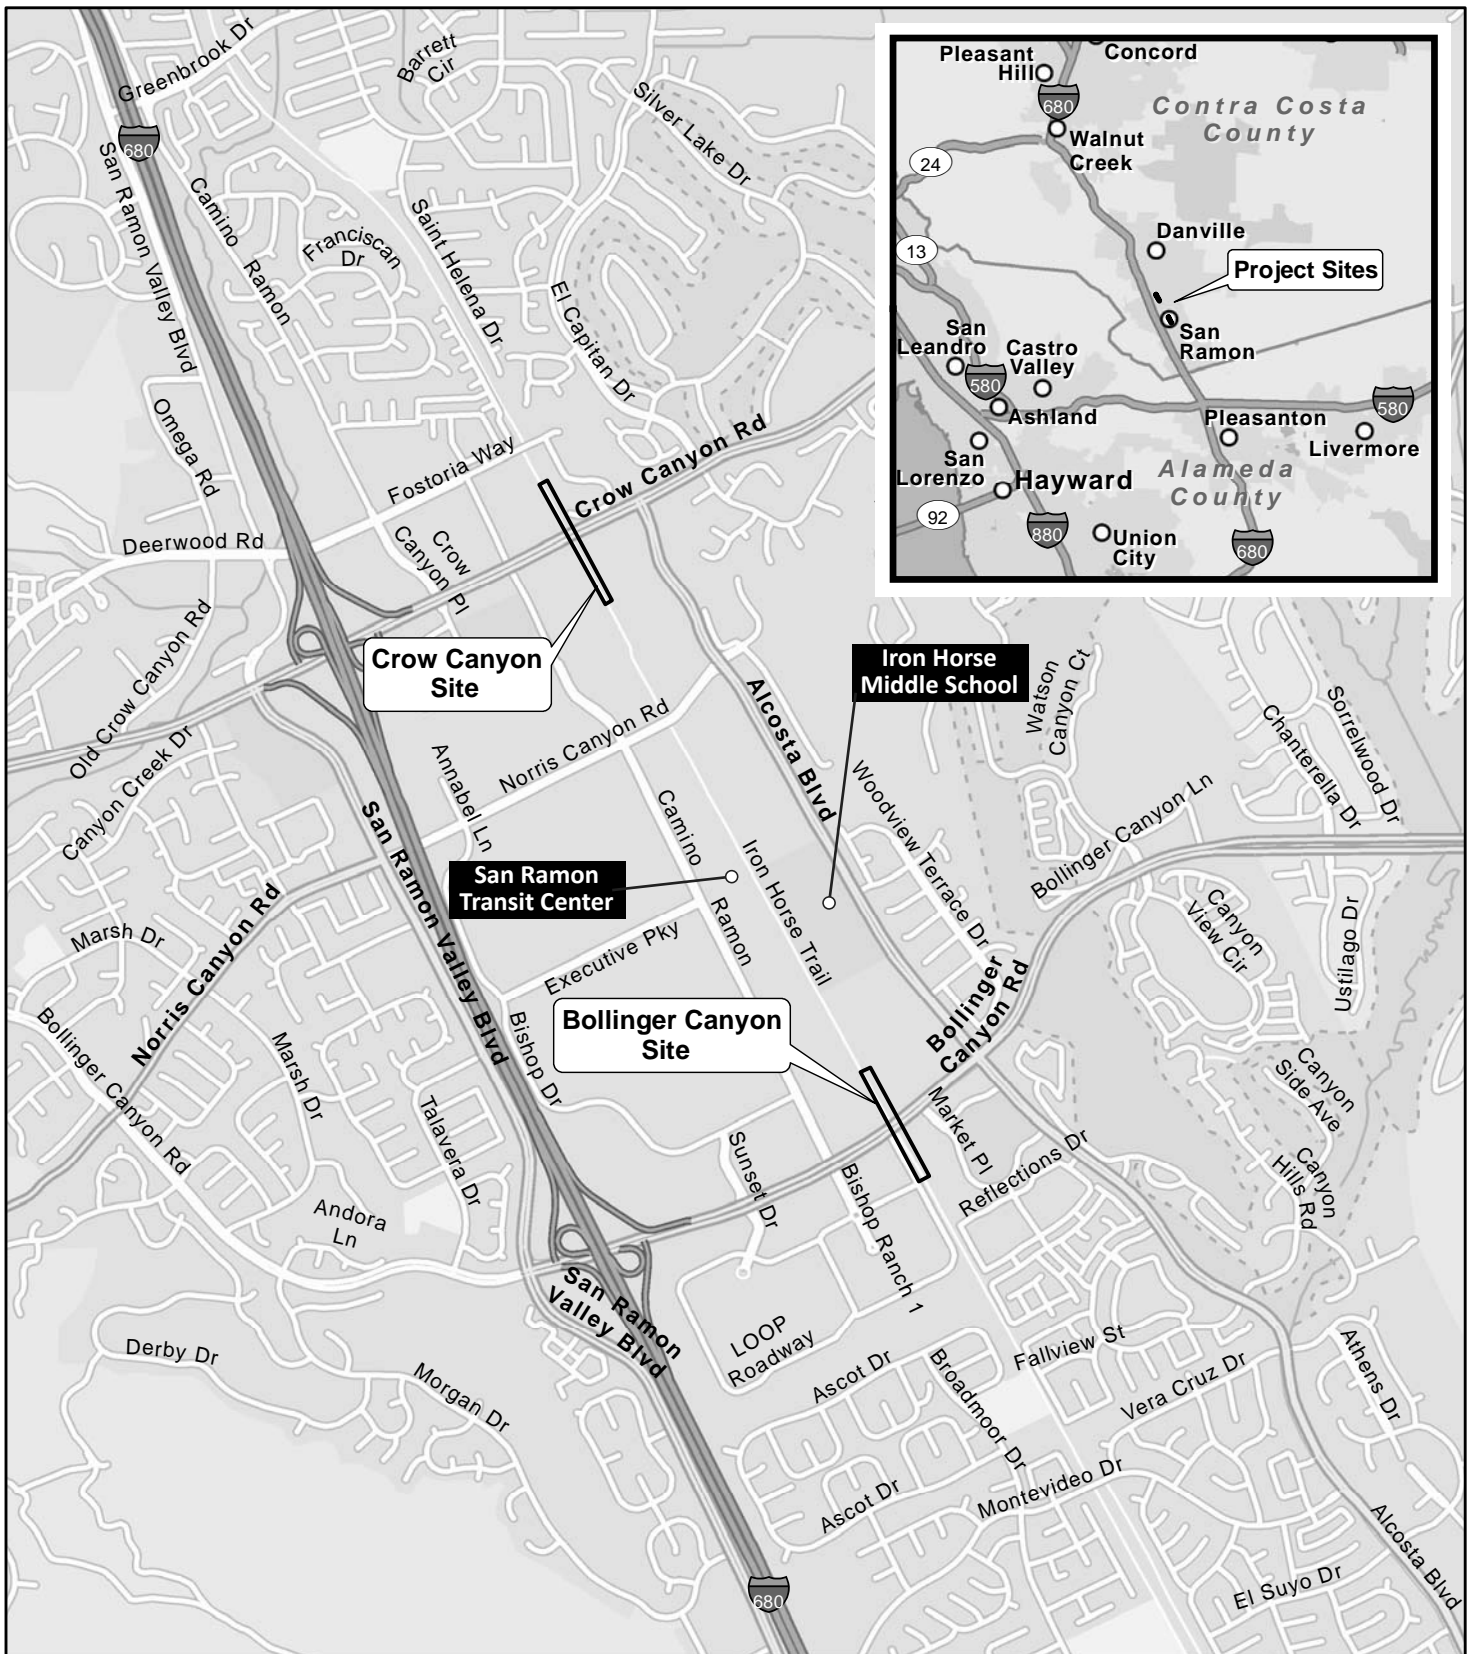 Greenbrook Dr
Barrett
Cir
Silver Lake Dr
680
San Ramon Valley Blvd
Camino
Ramon
Franciscan
Dr
Saint Helena Dr
El Capitan Dr
Omega Rd
Fostoria Way
Crow Canyon Rd
Deerwood Rd
Crow
Canyon Pl
Old Crow Canyon Rd
Canyon Creek Dr
Crow Canyon
Site
Iron Horse
Middle School
Watson
Canyon Ct
Sorrelwood Dr
Chanterella Dr
Alcosta Blvd
Norris Canyon Rd
Annabel Ln
Woodview Terrace Dr
Bollinger Canyon Ln
San Ramon Valley Blvd
Camino
Ramon
Iron Horse Trail
San Ramon
Transit Center
Norris Canyon Rd
Marsh Dr
Executive Pky
Canyon
View Cir
Ustilago Dr
Bollinger Canyon Rd
Marsh Dr
Bishop Dr
Bollinger Canyon
Site
Bollinger
Canyon Rd
Canyon
Side Ave
Talavera Dr
Sunset Dr
Market Pl
Reflections Dr
Canyon
Hills Rd
Andora
Ln
Bishop Ranch 1
San Ramon
Valley Blvd
LOOP
Roadway
Derby Dr
Morgan Dr
Ascot Dr
Broadmoor Dr
Fallview St
Vera Cruz Dr
Athens Dr
Ascot Dr
Montevideo Dr
Alcosta Blvd
El Suyo Dr
680
Pleasant
Hill
Concord
680
Contra Costa
County
Walnut
Creek
24
Danville
13
Project Sites
San
Ramon
San
Leandro
Castro
Valley
580
Ashland
580
Pleasanton
Livermore
San
Lorenzo
Hayward
Alameda
County
92
880
Union
City
680